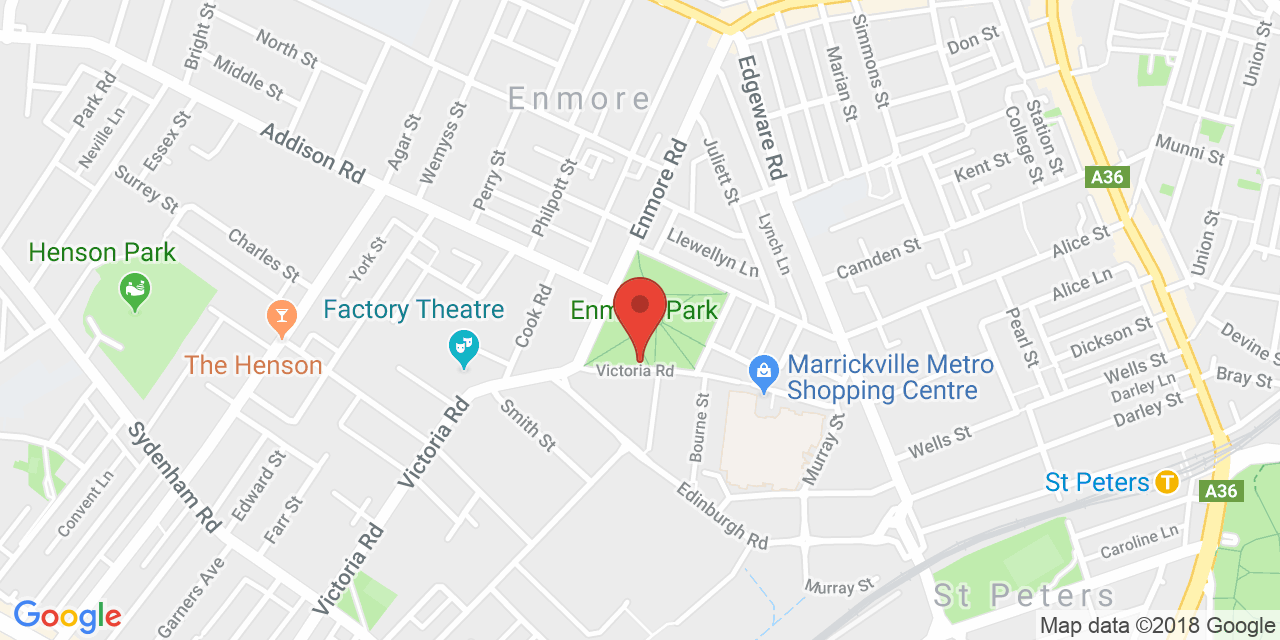 Bright St
North St
Middle St
Park Rd
Neville Ln
Essex St
Addison Rd
Agar St
Wemyss St
Perry St
Philpott St
Enmore
Enmore Rd
Edgeware Rd
Juliett St
Lynch Ln
Llewellyn Ln
Marian St
Simmons St
Don St
College St
Station St
Kent St
Union St
Munni St
A36
Union St
Camden St
Alice St
Alice Ln
Pearl St
Dickson St
Wells St
Darley Ln
Darley St
Devine St
Bray St
Surrey St
Charles St
York St
Henson Park
The Henson
Factory Theatre
Cook Rd
Park
Victoria Rd
Marrickville Metro
Shopping Centre
Bourne St
Murray St
Wells St
Smith St
Victoria Rd
Sydenham Rd
Edward St
Farr St
Convent Ln
Garners Ave
Victoria Rd
Edinburgh Rd
Murray St
St Peters
A36
Caroline Ln
St Peters
Google
Map data ©2018 Google